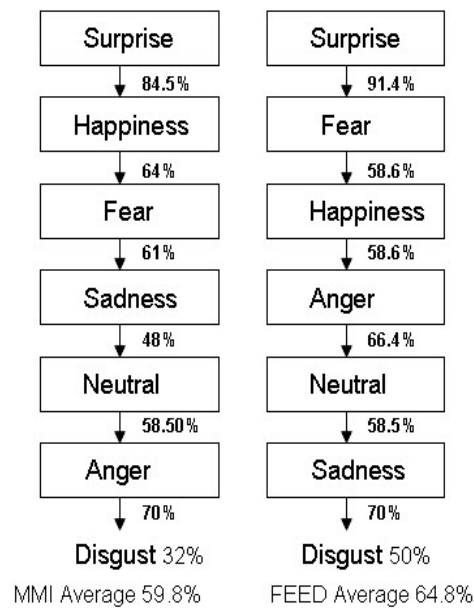 Surprise
84.5%
Happiness
64%
Fear
61%
Sadness
48%
Neutral
58.50%
Anger
70%
Disgust 32%
MMI Average 59.8%
Surprise
91.4%
Fear
58.6%
Happiness
58.6%
Anger
66.4%
Neutral
58.5%
Sadness
70%
Disgust 50%
FEED Average 64.8%